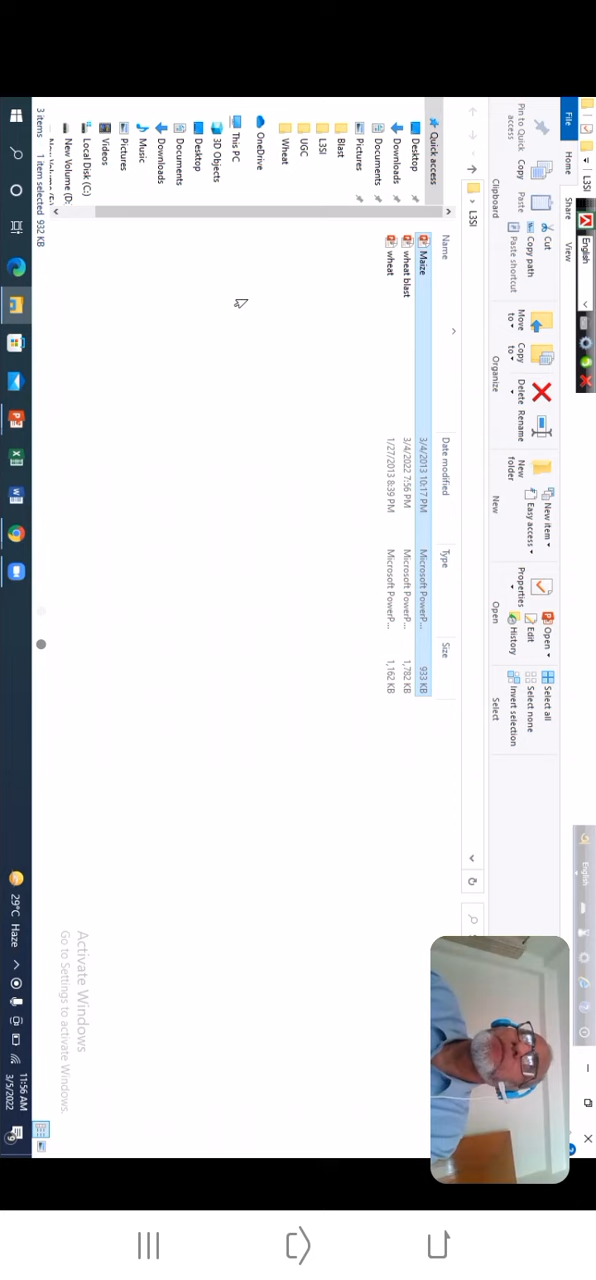 L3SI
English
English
File Home Share View
Pin to Quick access
Copy
Paste
Cut
Copy path
Paste shortcut
Clipboard
Move to
Copy to
Delete
Rename
Organize
New folder
New item
Easy access
New
Properties
Open
Edit
History
Open
Select all
Select none
Invert selection
Select
L3SI
Quick access
Desktop
Downloads
Documents
Pictures
Blast
L3SI
UGC
Wheat
OneDrive
This PC
3D Objects
Desktop
Documents
Downloads
Music
Pictures
Videos
Local Disk (C:)
New Volume (D:
Name Date modified Type Size
Maize 3/4/2013 10:17 PM Microsoft PowerP... 933 KB
wheat blast 3/4/2022 7:56 PM Microsoft PowerP... 1,782 KB
wheat 1/27/2013 8:39 PM Microsoft PowerP... 1,162 KB
Activate Windows
Go to Settings to activate Windows.
3 items 1 item selected 932 KB
29°C Haze
11:56 AM
3/5/2022